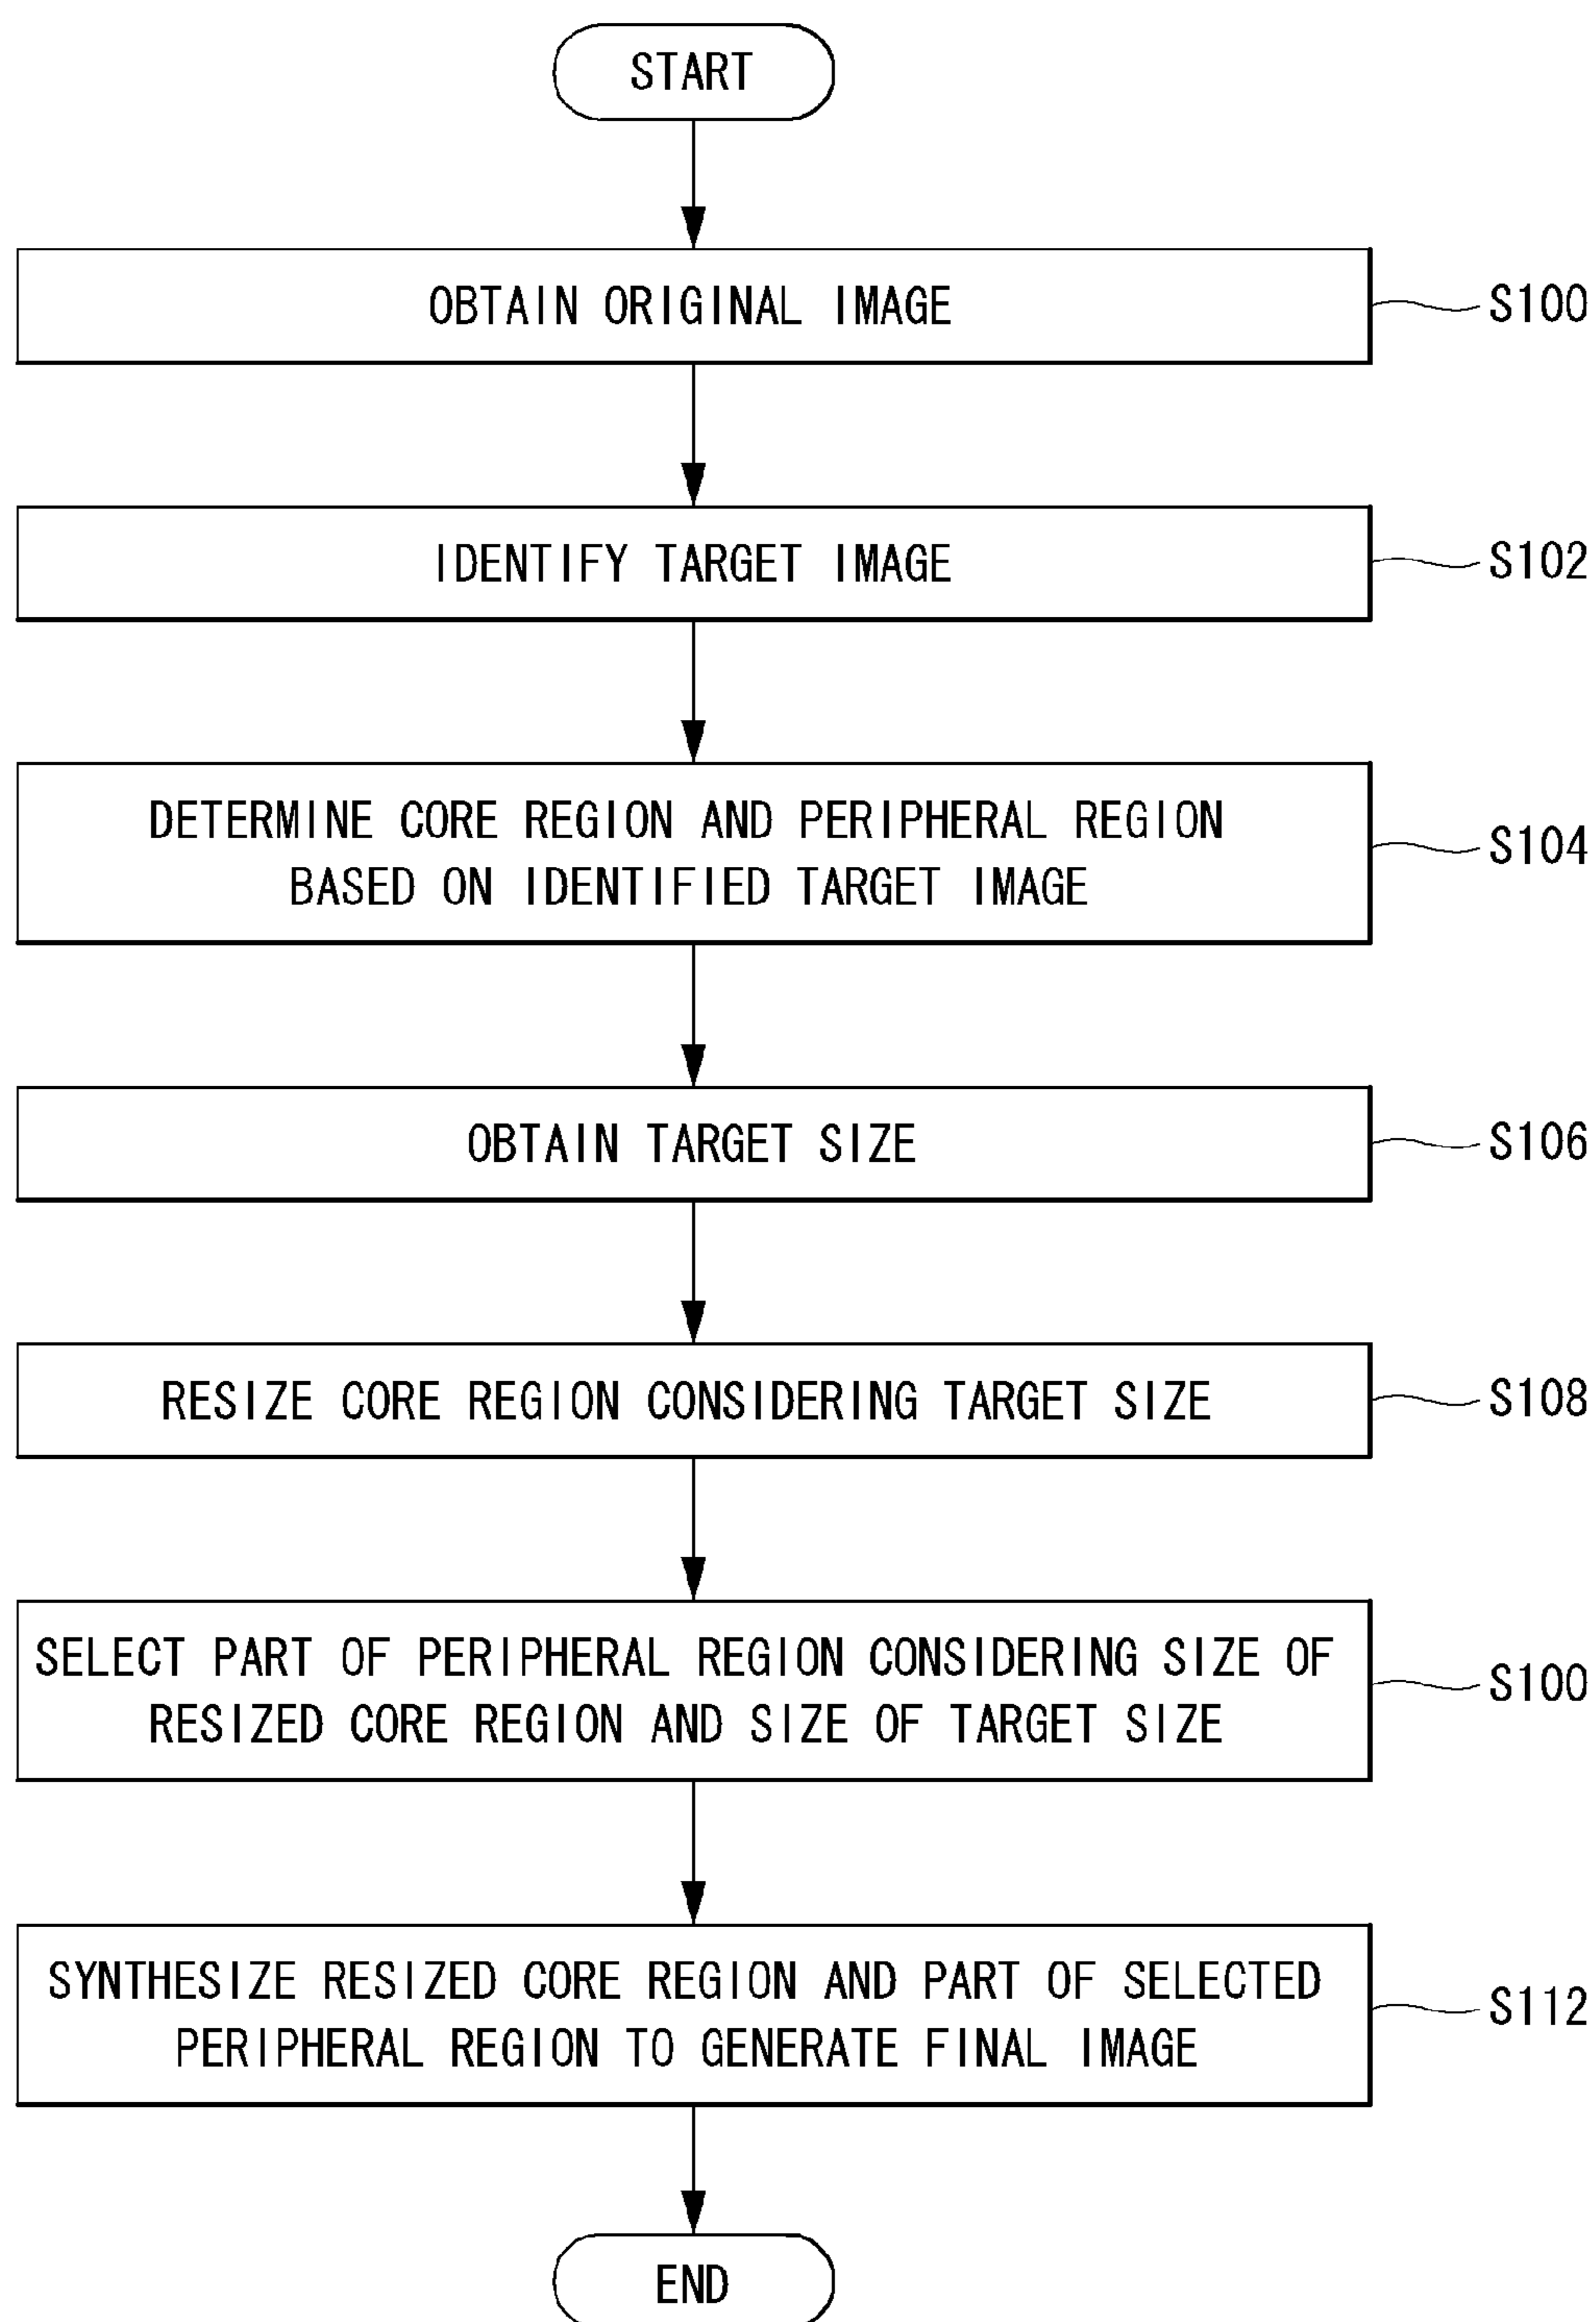 START
OBTAIN ORIGINAL IMAGE
S100
IDENTIFY TARGET IMAGE
S102
DETERMINE CORE REGION AND PERIPHERAL REGION
BASED ON IDENTIFIED TARGET IMAGE
S104
OBTAIN TARGET SIZE
S106
RESIZE CORE REGION CONSIDERING TARGET SIZE
S108
SELECT PART OF PERIPHERAL REGION CONSIDERING SIZE OF
RESIZED CORE REGION AND SIZE OF TARGET SIZE
S100
SYNTHESIZE RESIZED CORE REGION AND PART OF SELECTED
PERIPHERAL REGION TO GENERATE FINAL IMAGE
S112
END